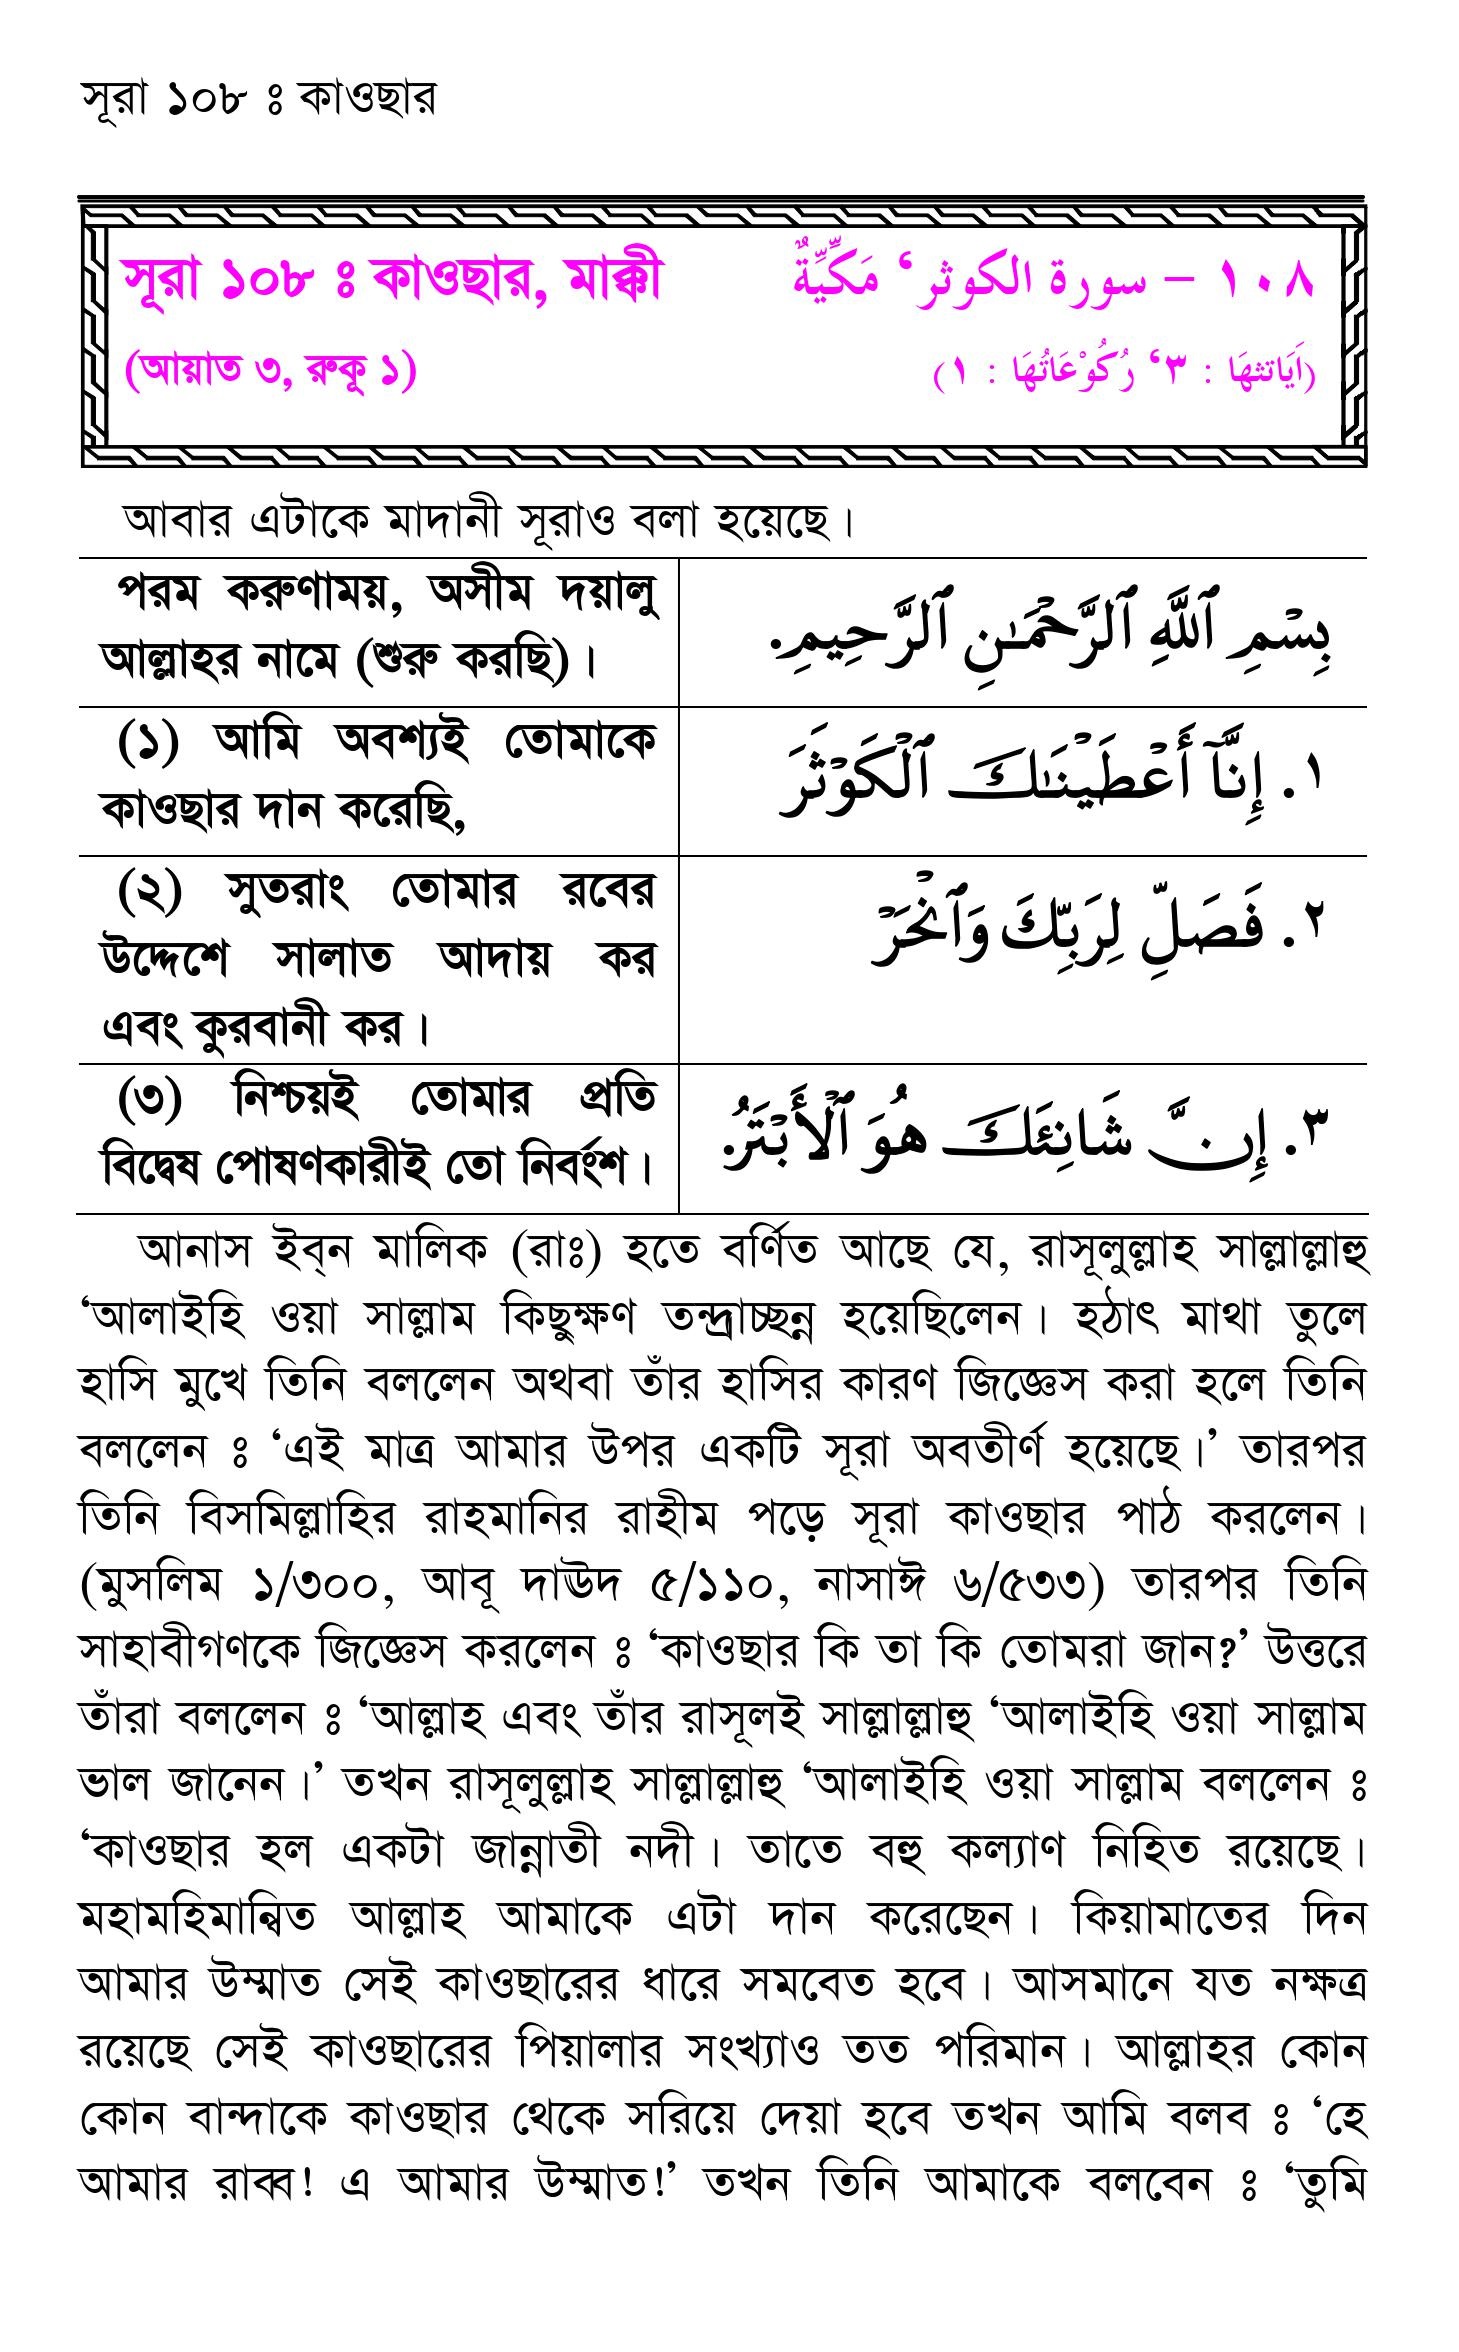 সূরা ১০৮ ঃ কাওছার
সূরা ১০৮ ঃ কাওছার, মাক্কী
١٠٨ – سورة الكوثر‘ مَكِّيَّةٌ
(আয়াত ৩, রুকূ ১)
(اَيَاتثهَا : ٣‘ رُكُوْعَاتُهَا : ١)
আবার এটাকে মাদানী সূরাও বলা হয়েছে।
পরম করুণাময়, অসীম দয়ালু
আল্লাহর নামে (শুরু করছি)।
بِسْمِ ٱللَّهِ ٱلرَّحْمَـٰنِ ٱلرَّحِيمِ.
(১) আমি অবশ্যই তোমাকে
কাওছার দান করেছি,
١. إِنَّآ أَعْطَيْنَـٰكَ ٱلْكَوْثَرَ
(২) সুতরাং তোমার রবের
উদ্দেশে সালাত আদায় কর
এবং কুরবানী কর।
٢. فَصَلِّ لِرَبِّكَ وَٱنْحَرْ
(৩) নিশ্চয়ই তোমার প্রতি
বিদ্বেষ পোষণকারীই তো নির্বংশ।
٣. إِنَّ شَانِئَكَ هُوَ ٱلْأَبْتَرُ.
আনাস ইব্ন মালিক (রাঃ) হতে বর্ণিত আছে যে, রাসূলুল্লাহ সাল্লাল্লাহু
‘আলাইহি ওয়া সাল্লাম কিছুক্ষণ তন্দ্রাচ্ছন্ন হয়েছিলেন। হঠাৎ মাথা তুলে
হাসি মুখে তিনি বললেন অথবা তাঁর হাসির কারণ জিজ্ঞেস করা হলে তিনি
বললেন ঃ ‘এই মাত্র আমার উপর একটি সূরা অবতীর্ণ হয়েছে।’ তারপর
তিনি বিসমিল্লাহির রাহমানির রাহীম পড়ে সূরা কাওছার পাঠ করলেন।
(মুসলিম ১/৩০০, আবূ দাঊদ ৫/১১০, নাসাঈ ৬/৫৩৩) তারপর তিনি
সাহাবীগণকে জিজ্ঞেস করলেন ঃ ‘কাওছার কি তা কি তোমরা জান?’ উত্তরে
তাঁরা বললেন ঃ ‘আল্লাহ এবং তাঁর রাসূলই সাল্লাল্লাহু ‘আলাইহি ওয়া সাল্লাম
ভাল জানেন।’ তখন রাসূলুল্লাহ সাল্লাল্লাহু ‘আলাইহি ওয়া সাল্লাম বললেন ঃ
‘কাওছার হল একটা জান্নাতী নদী। তাতে বহু কল্যাণ নিহিত রয়েছে।
মহামহিমান্বিত আল্লাহ আমাকে এটা দান করেছেন। কিয়ামাতের দিন
আমার উম্মাত সেই কাওছারের ধারে সমবেত হবে। আসমানে যত নক্ষত্র
রয়েছে সেই কাওছারের পিয়ালার সংখ্যাও তত পরিমান। আল্লাহর কোন
কোন বান্দাকে কাওছার থেকে সরিয়ে দেয়া হবে তখন আমি বলব ঃ ‘হে
আমার রাব্ব! এ আমার উম্মাত!’ তখন তিনি আমাকে বলবেন ঃ ‘তুমি